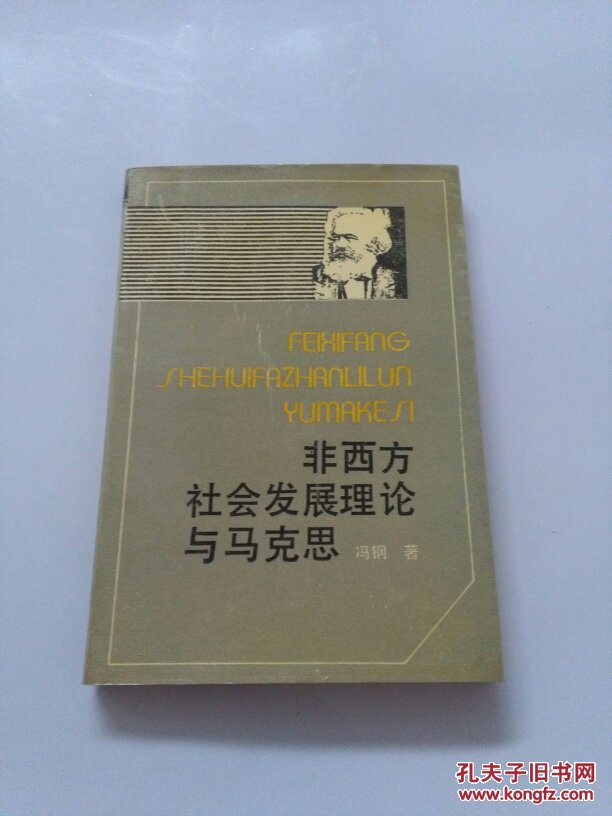 FEIXIFANG
SHEHUIFAZHANLILUN
YUMAKESI
非西方
社会发展理论
与马克思 冯钢 著
孔夫子旧书网
www.kongfz.com